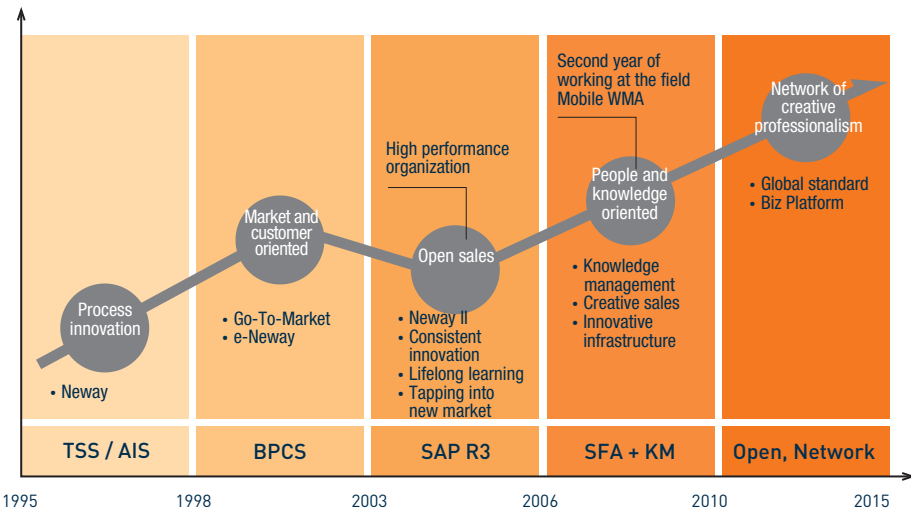 Second year of
working at the field
Mobile WMA
Network of
creative
professionalism
High performance
organization
People and
knowledge
oriented
• Global standard
• Biz Platform
Market and
customer
oriented
Open sales
• Knowledge
management
• Creative sales
• Innovative
infrastructure
Process
innovation
• Go-To-Market
• e-Neway
• Neway II
• Consistent
innovation
• Lifelong learning
• Tapping into
new market
• Neway
TSS / AIS
BPCS
SAP R3
SFA + KM
Open, Network
1995
1998
2003
2006
2010
2015